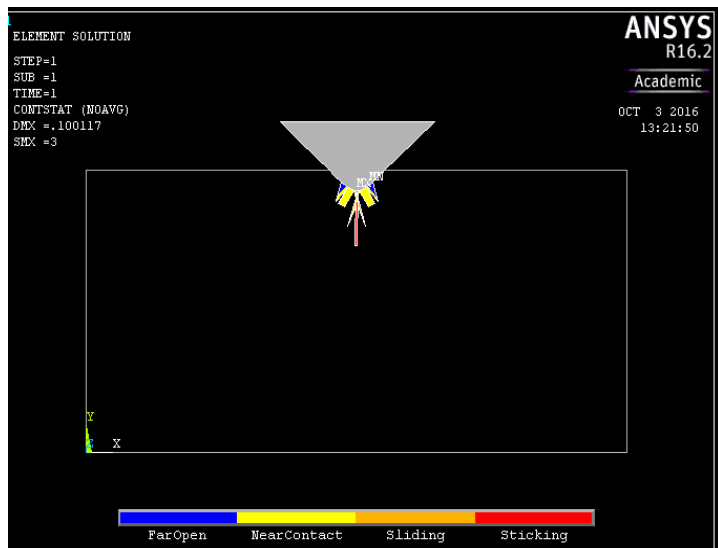 1
ELEMENT SOLUTION
STEP=1
SUB =1
TIME=1
CONTSTAT (NOAVG)
DMX =.100117
SMX =3
ANSYS
R16.2
Academic
OCT 3 2016
13:21:50
MN
Y
X
FarOpen NearContact Sliding Sticking